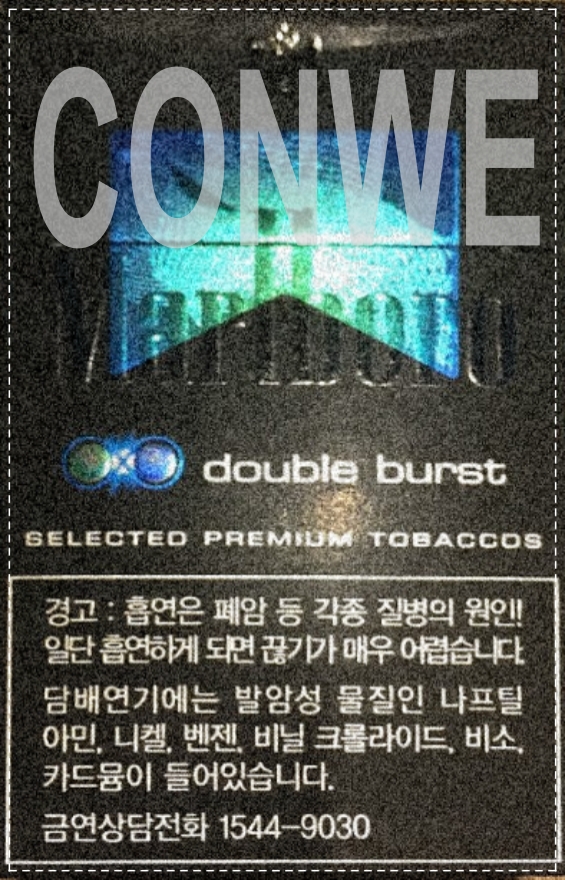 CONWE
Marlboro
double burst
SELECTED PREMIUM TOBACCOS
경고 : 흡연은 폐암 등 각종 질병의 원인!
일단 흡연하게 되면 끊기가 매우 어렵습니다.
담배연기에는 발암성 물질인 나프틸
아민, 니켈, 벤젠, 비닐 크롤라이드, 비소,
카드뮴이 들어있습니다.
금연상담전화 1544-9030